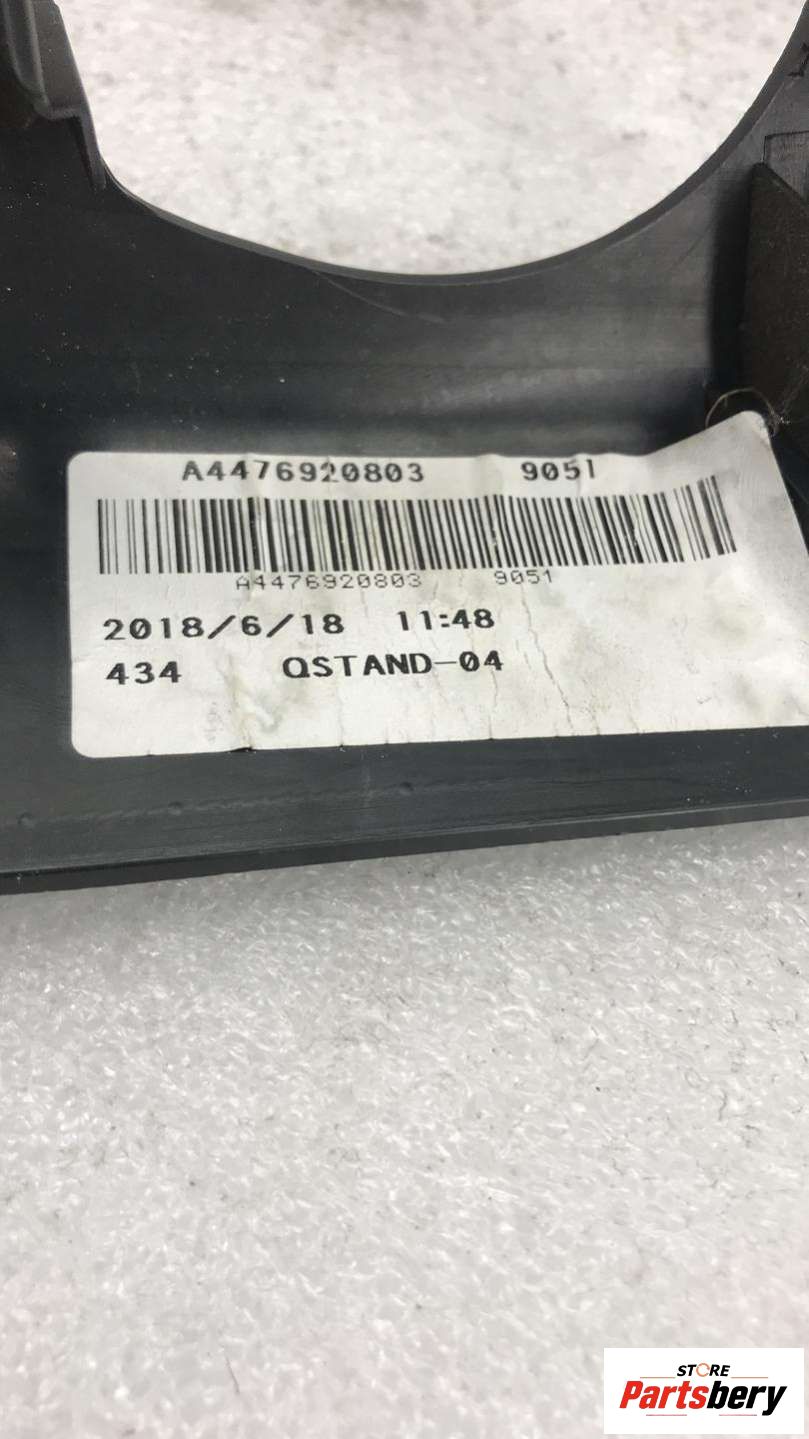 A4476920803 9051
A4476920803 9051
2018/6/18 11:48
434 QSTAND-04
STORE
Partsbery